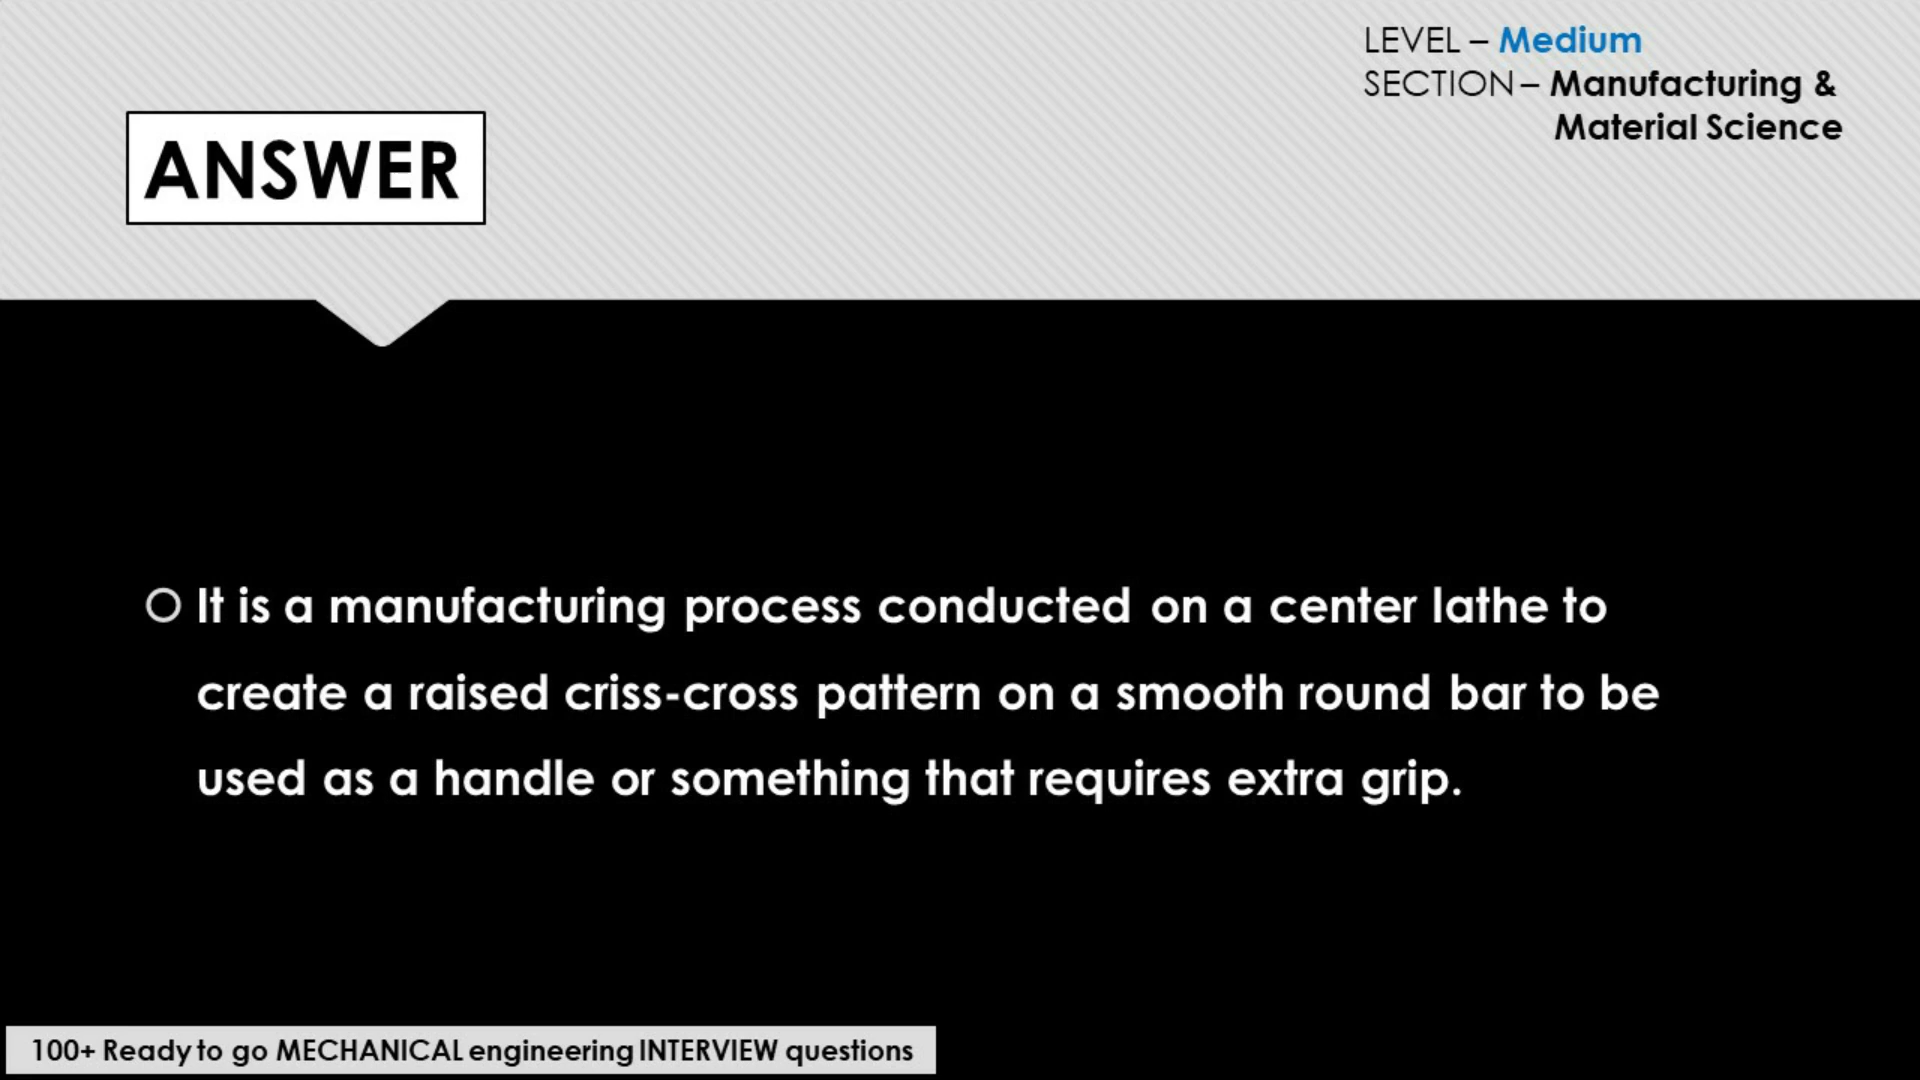 LEVEL – Medium
SECTION – Manufacturing &
Material Science
ANSWER
It is a manufacturing process conducted on a center lathe to
create a raised criss-cross pattern on a smooth round bar to be
used as a handle or something that requires extra grip.
100+ Ready to go MECHANICAL engineering INTERVIEW questions